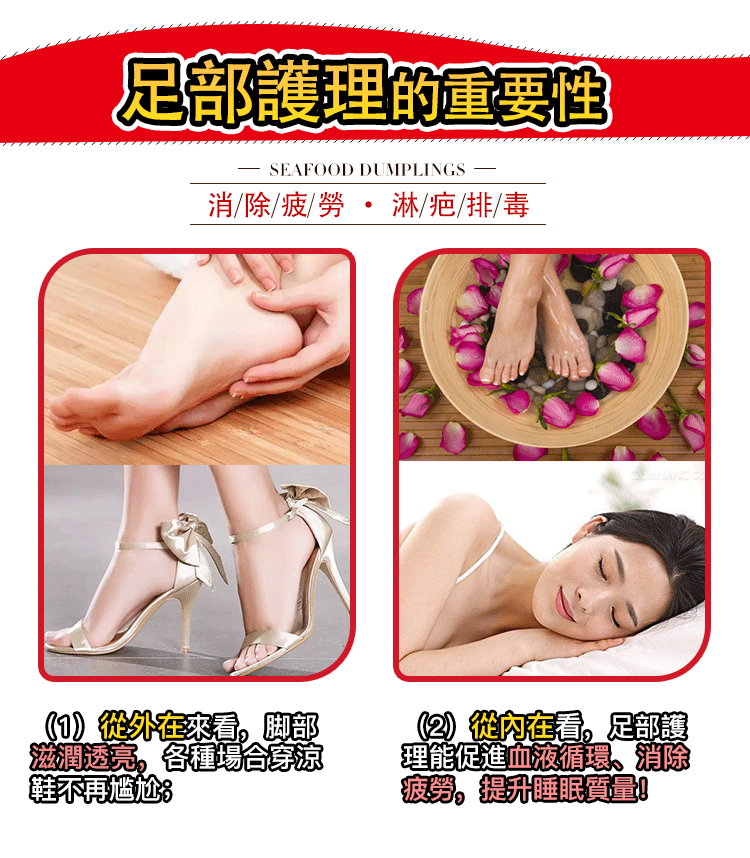 足部護理的重要性
SEAFOOD DUMPLINGS
消/除/疲/勞 • 淋/疤/排/毒
（1）從外在來看，脚部
滋潤透亮，各種場合穿涼
鞋不再尷尬；
（2）從內在看，足部護
理能促進血液循環、消除
疲勞，提升睡眠質量！